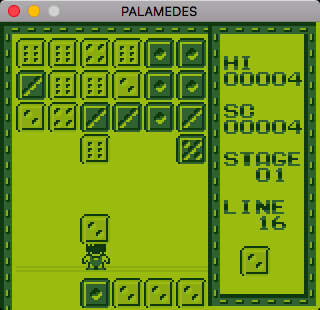 PALAMEDES
HI
00004
SC
00004
STAGE
01
LINE
16